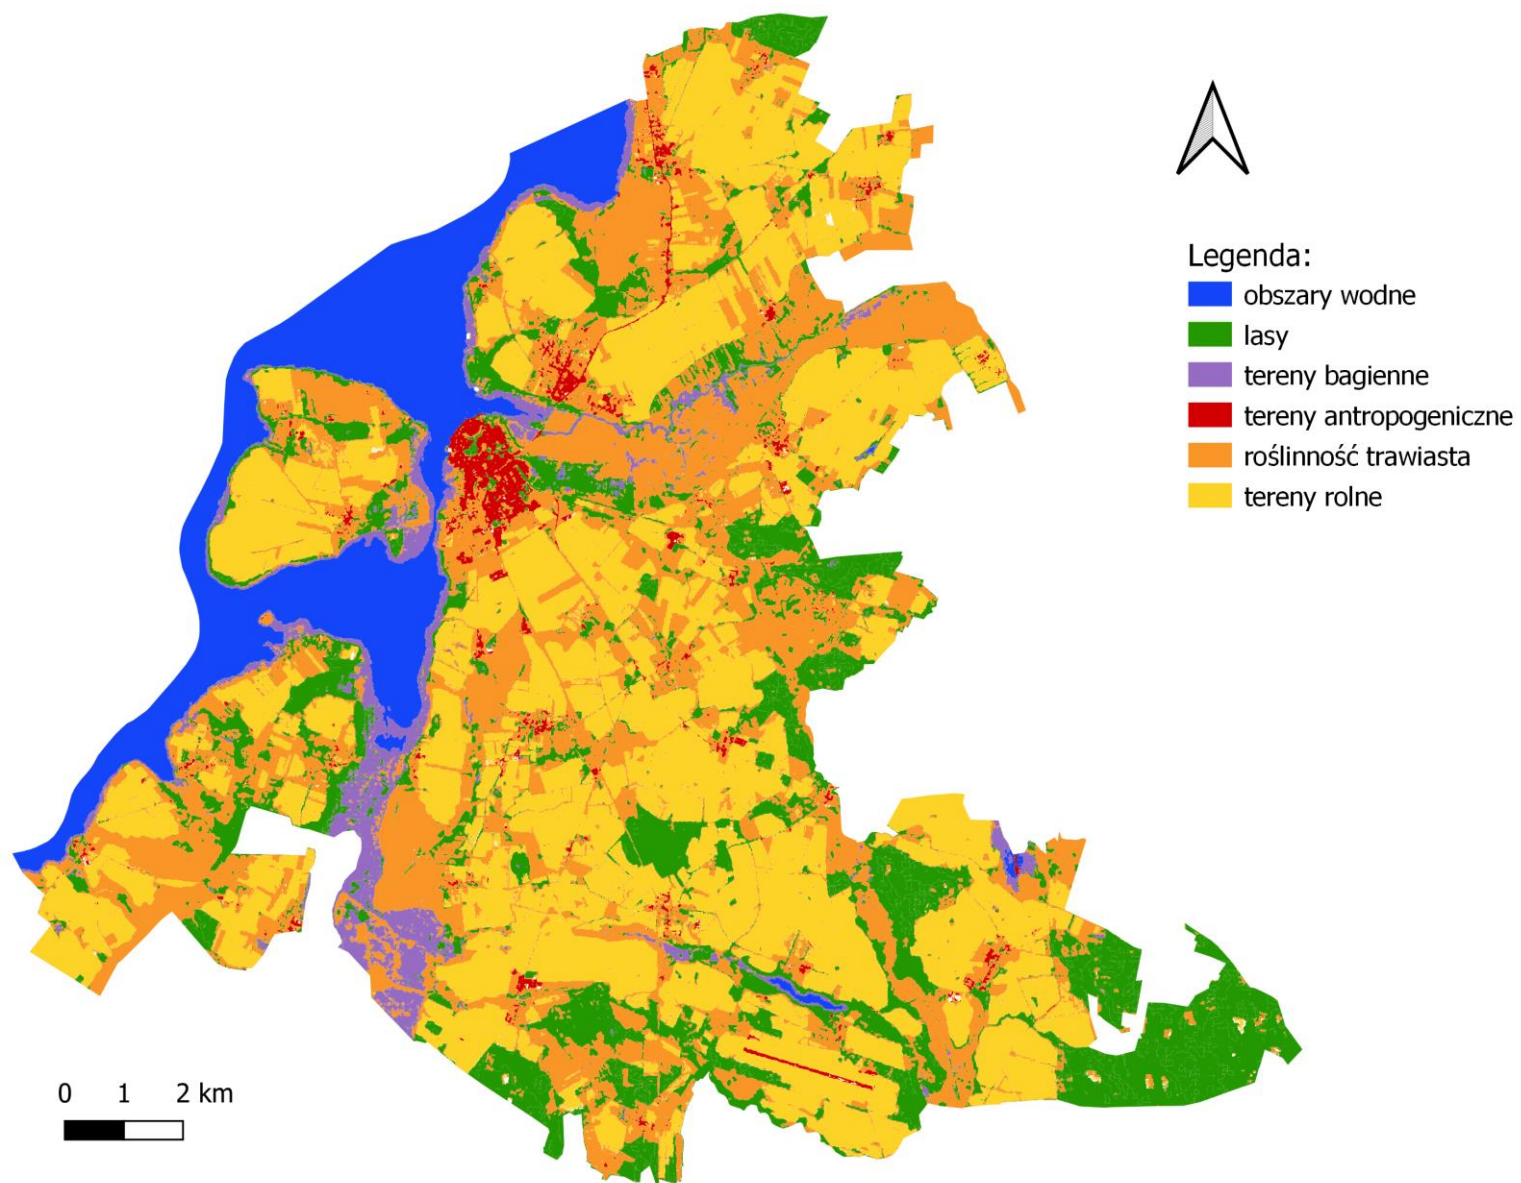 Legenda:
obszary wodne
lasy
tereny bagienne
tereny antropogeniczne
roślinność trawiasta
tereny rolne
0 1 2 km